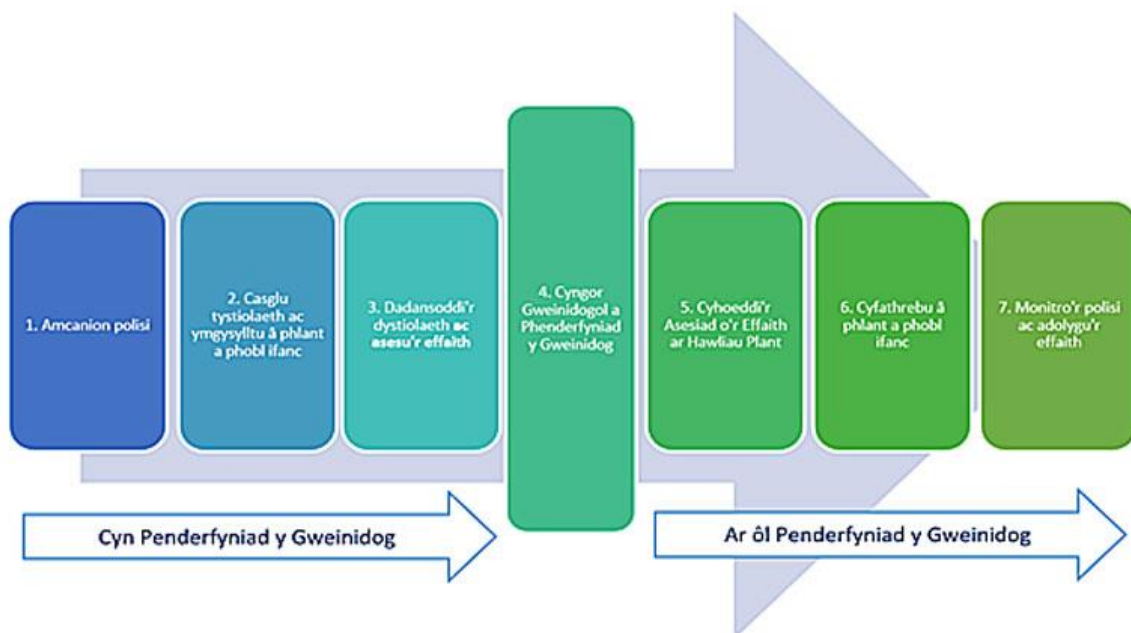 1. Amcanion polisi
2. Casglu
tystiolaeth ac
ymgysylltu â phlant
a phobl ifanc
3. Dadansoddi'r
dystiolaeth ac
asesu'r effaith
4. Cyngor
Gweinidogol a
Phenderfyniad
y Gweinidog
5. Cyhoeddi'r
Asesiad o'r Effaith
ar Hawliau Plant
6. Cyfathrebu â
phlant a phobl
ifanc
7. Monitro'r polisi
ac adolygu'r
effaith
Cyn Penderfyniad y Gweinidog
Ar ôl Penderfyniad y Gweinidog